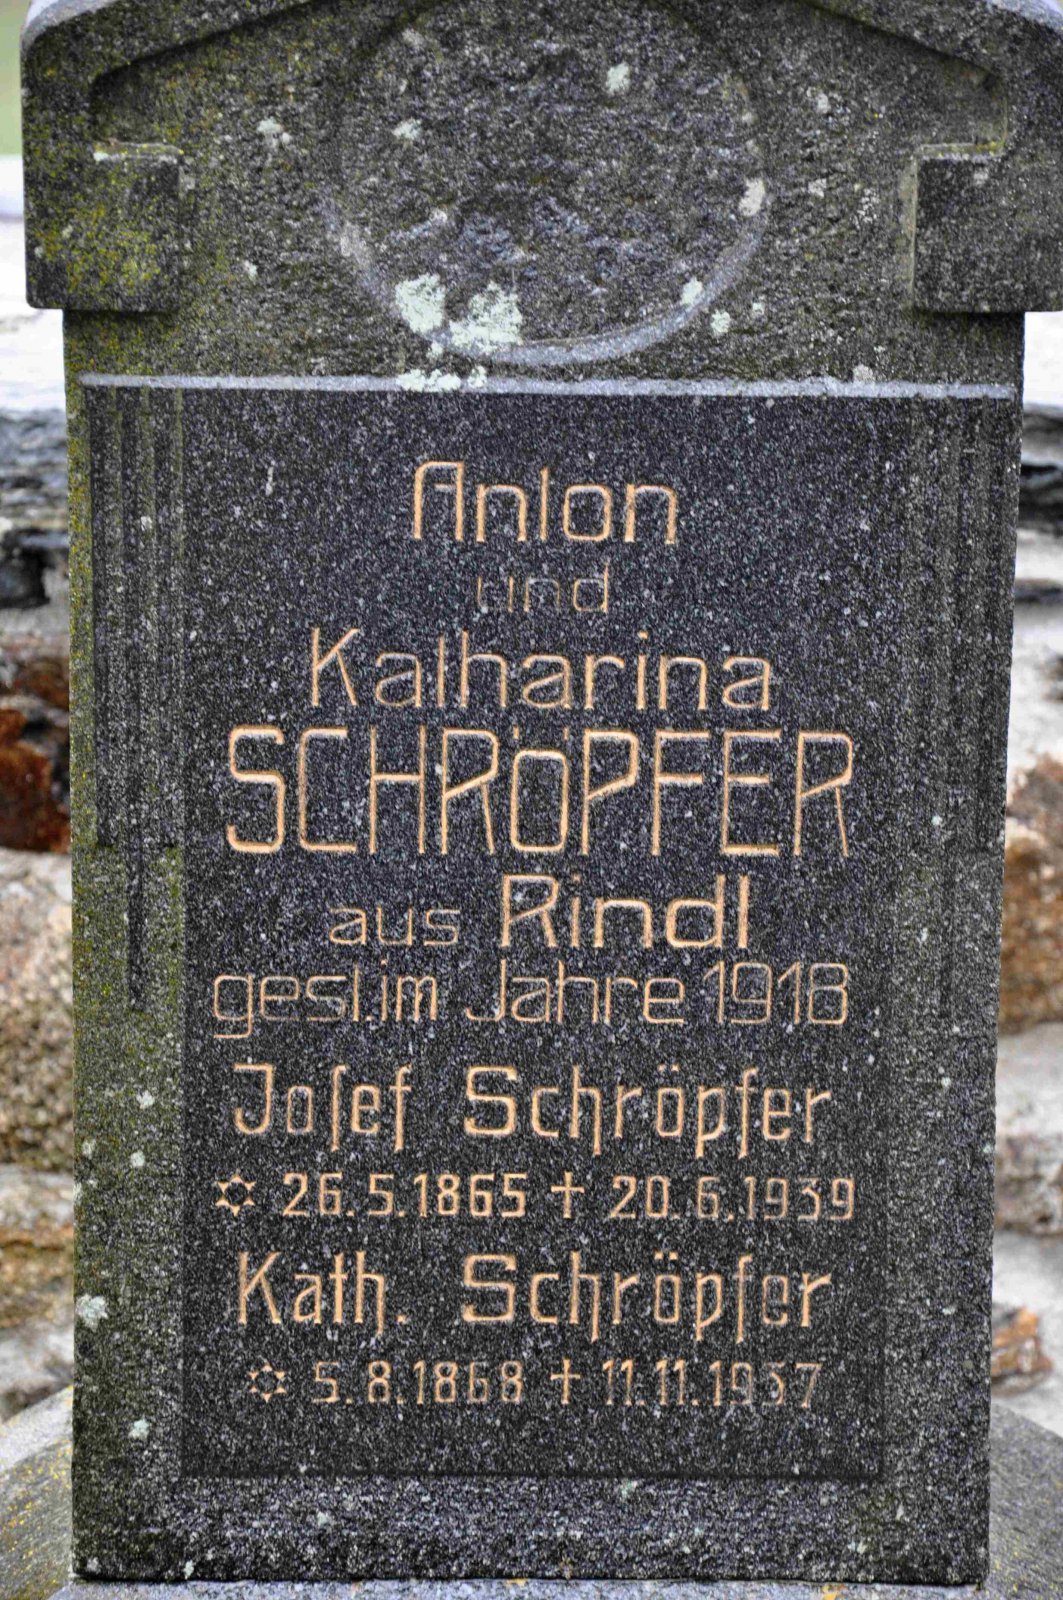 Anton
und
Katharina
SCHRÖPFER
aus Rindl
gest. im Jahre 1918
Joſef Schröpfer
✡ 26.5.1865 † 20.6.1939
Kath. Schröpfer
✡ 5.8.1868 † 11.11.1937